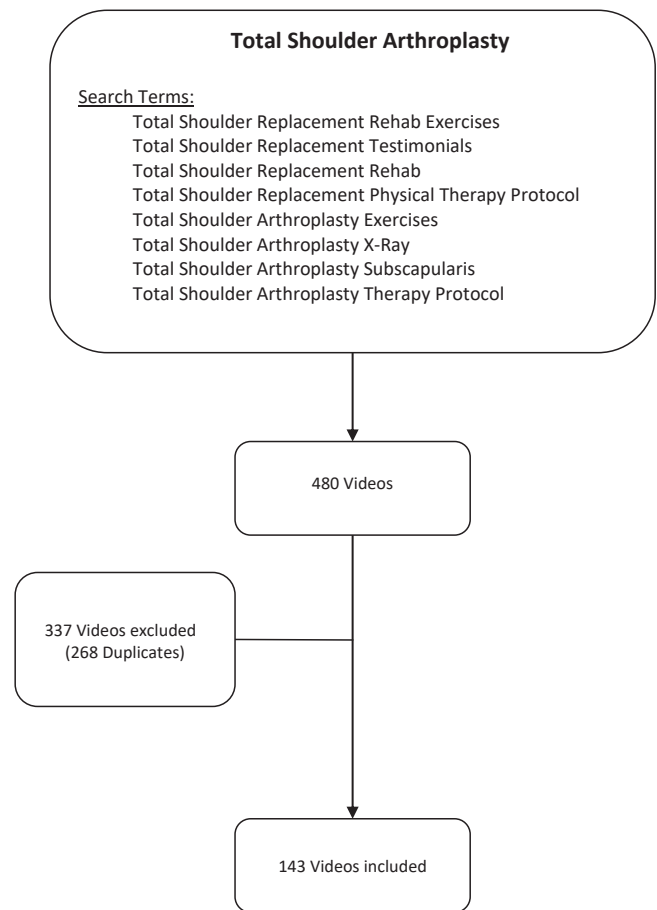 Total Shoulder Arthroplasty
Search Terms:
Total Shoulder Replacement Rehab Exercises
Total Shoulder Replacement Testimonials
Total Shoulder Replacement Rehab
Total Shoulder Replacement Physical Therapy Protocol
Total Shoulder Arthroplasty Exercises
Total Shoulder Arthroplasty X-Ray
Total Shoulder Arthroplasty Subscapularis
Total Shoulder Arthroplasty Therapy Protocol
480 Videos
337 Videos excluded
(268 Duplicates)
143 Videos included